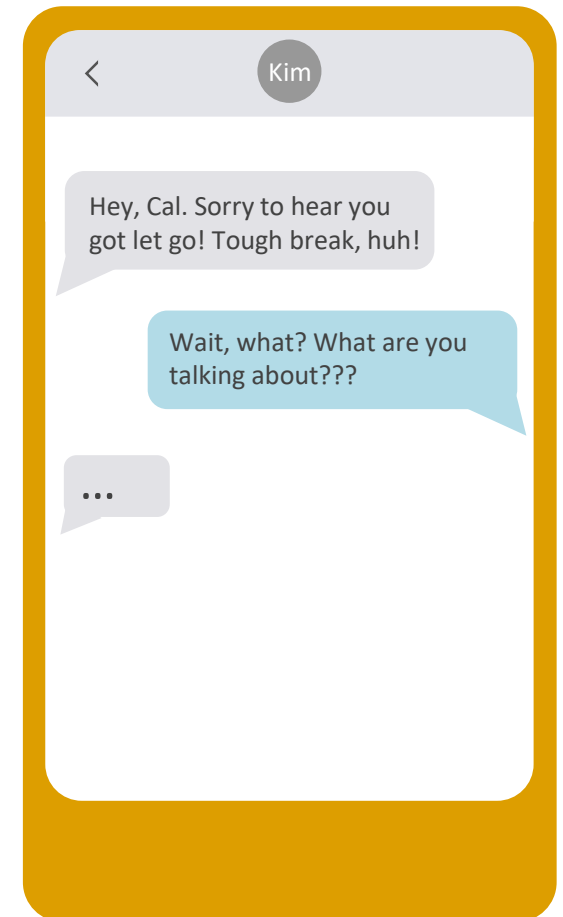 Kim
Hey, Cal. Sorry to hear you
got let go! Tough break, huh!
Wait, what? What are you
talking about???
...